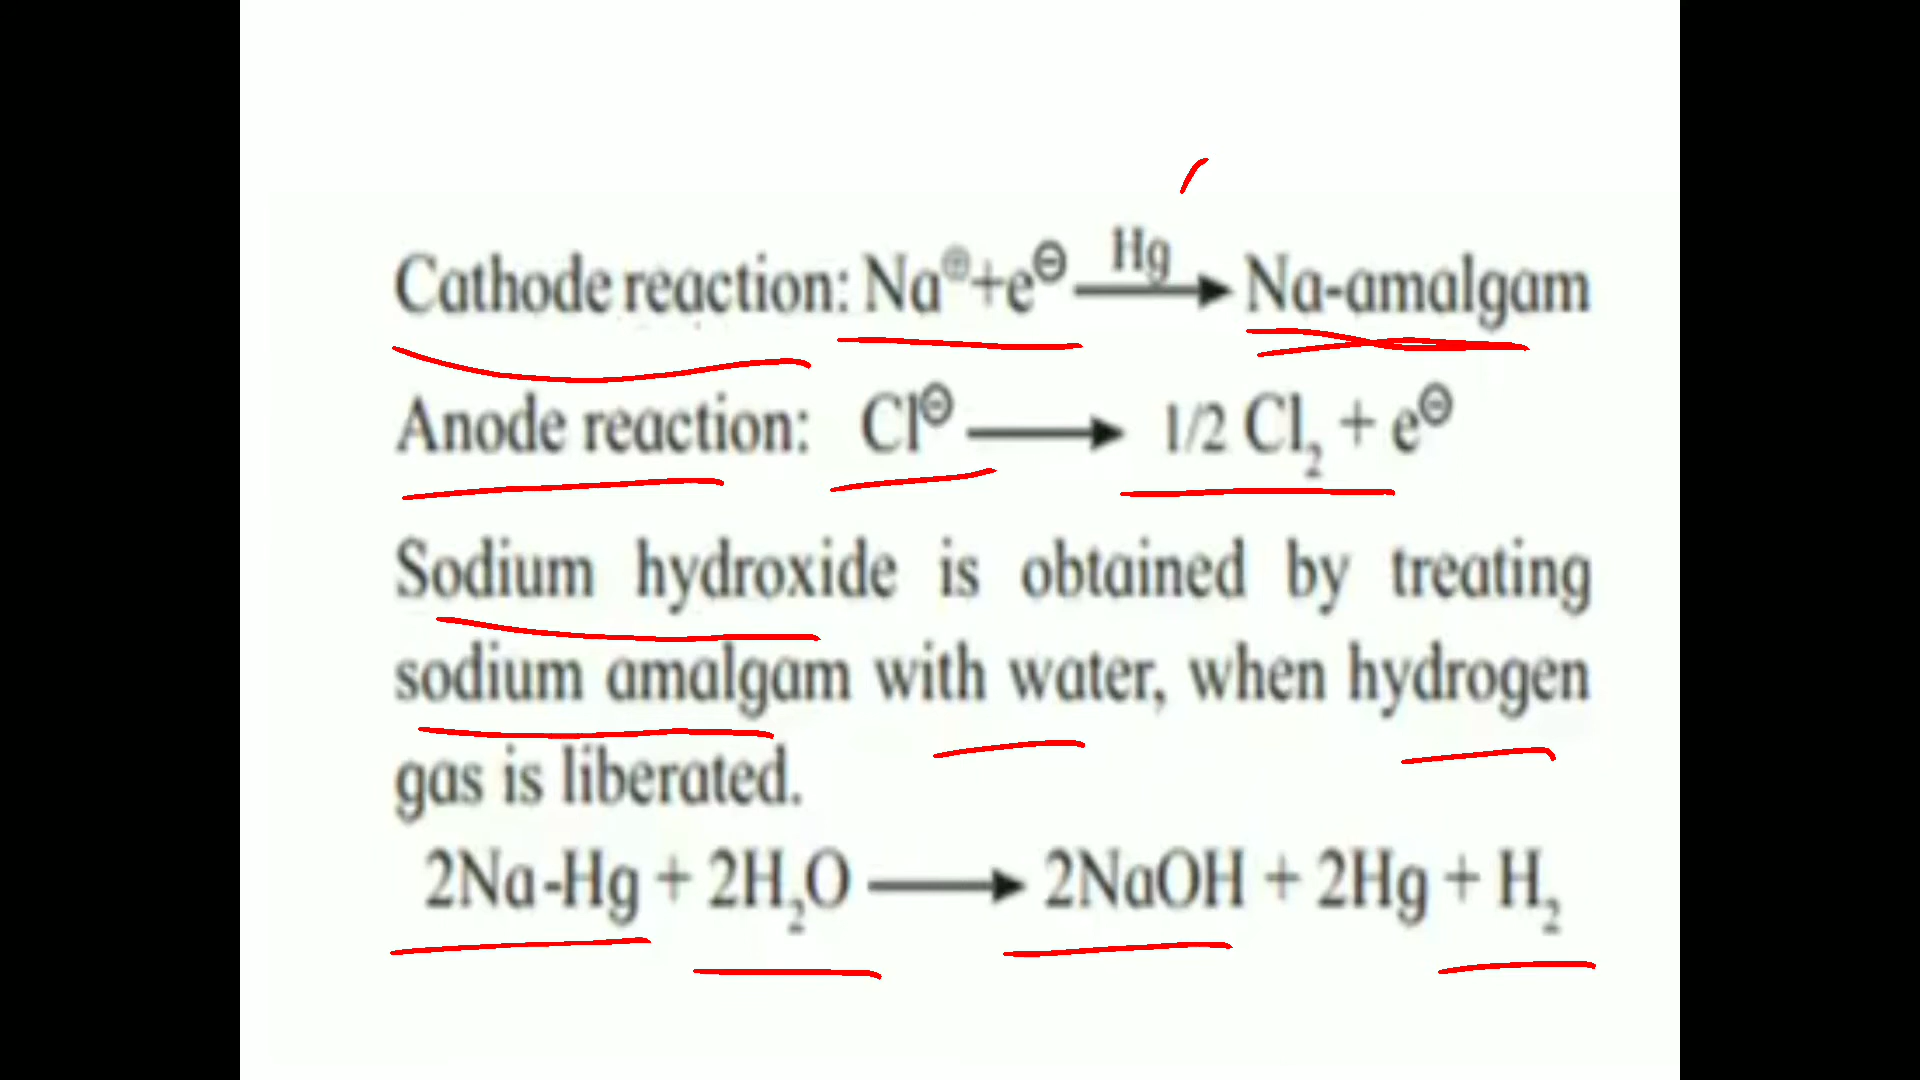 Cathode reaction: Na⊕+e⊖ —Hg→ Na-amalgam
Anode reaction: Cl⊖ ⟶ 1/2 Cl₂ + e⊖
Sodium hydroxide is obtained by treating
sodium amalgam with water, when hydrogen
gas is liberated.
2Na-Hg + 2H₂O ⟶ 2NaOH + 2Hg + H₂